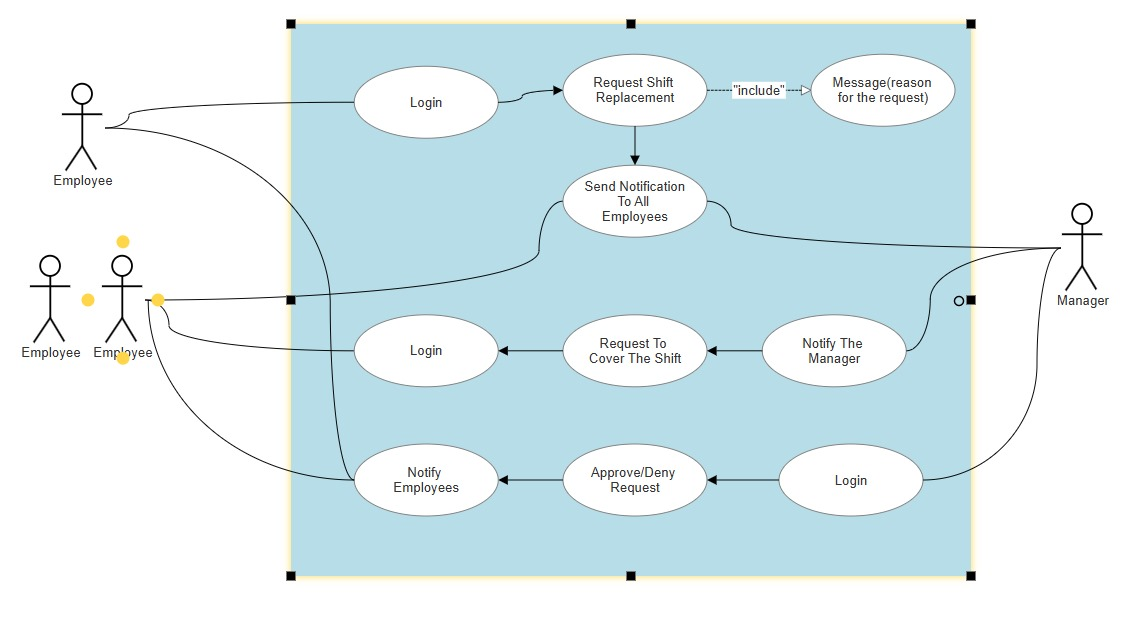 Login
Request Shift
Replacement
"include"
Message(reason
for the request)
Employee
Send Notification
To All
Employees
Manager
Employee
Employee
Login
Request To
Cover The Shift
Notify The
Manager
Notify
Employees
Approve/Deny
Request
Login